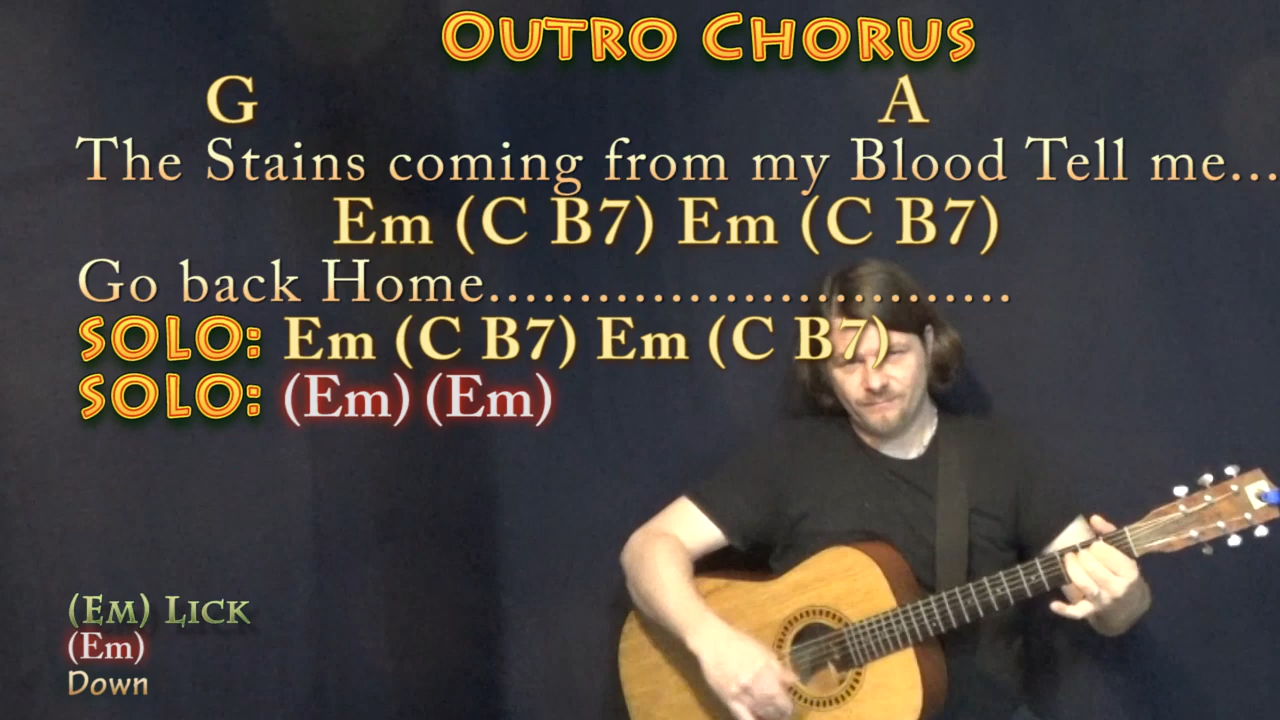 Outro Chorus
G A
The Stains coming from my Blood Tell me...
Em (C B7) Em (C B7)
Go back Home............................
SOLO: Em (C B7) Em (C B7)
SOLO: (Em) (Em)
(Em) Lick
(Em)
Down